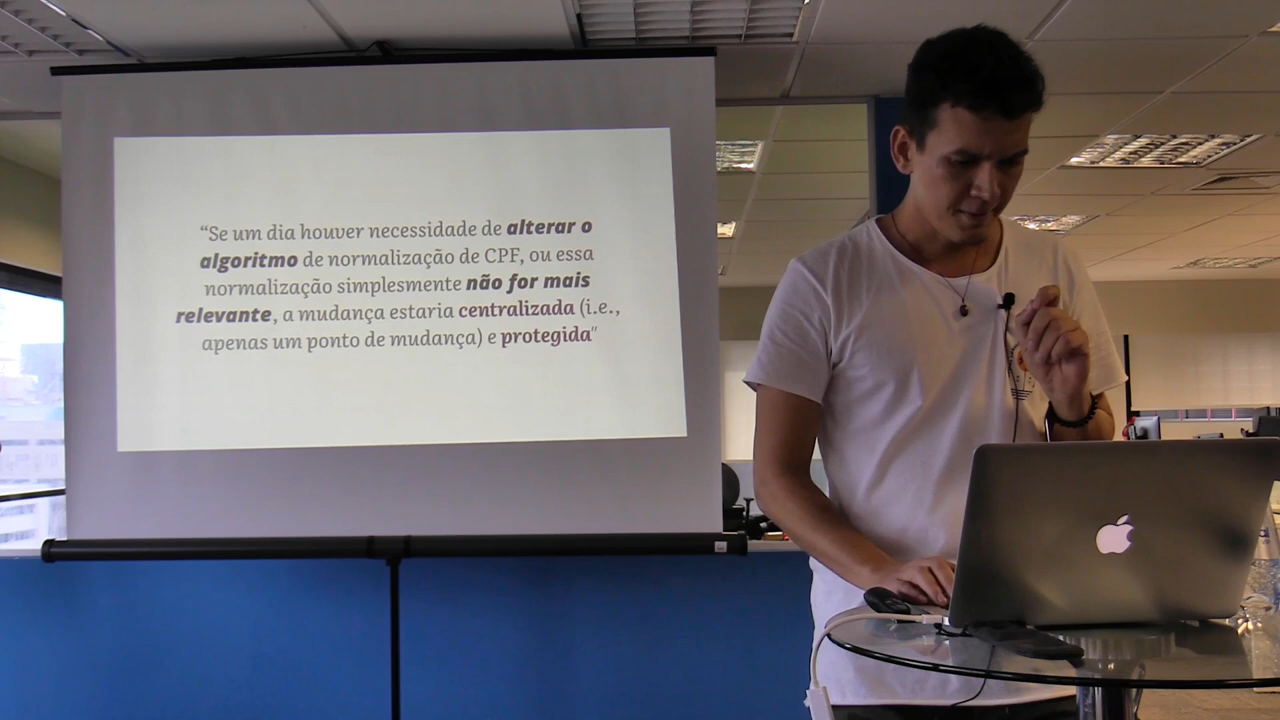 “Se um dia houver necessidade de alterar o
algoritmo de normalização de CPF, ou essa
normalização simplesmente não for mais
relevante, a mudança estaria centralizada (i.e.,
apenas um ponto de mudança) e protegida"